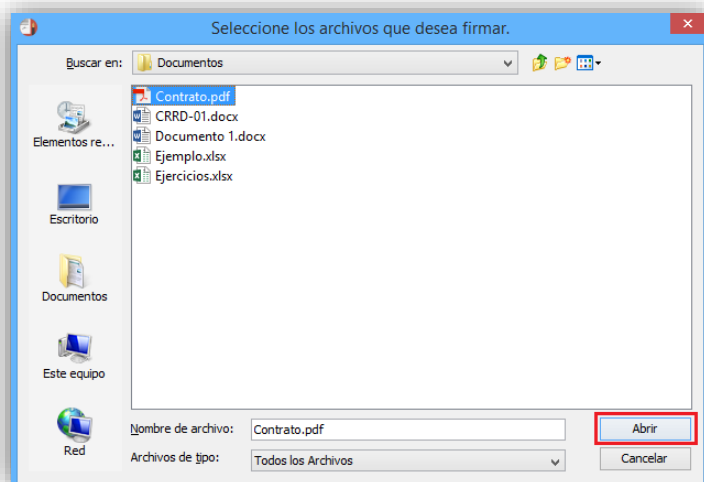 Seleccione los archivos que desea firmar.
Buscar en: Documentos
Contrato.pdf
CRRD-01.docx
Documento 1.docx
Ejemplo.xlsx
Ejercicios.xlsx
Elementos re...
Escritorio
Documentos
Este equipo
Red
Nombre de archivo: Contrato.pdf Abrir
Archivos de tipo: Todos los Archivos Cancelar